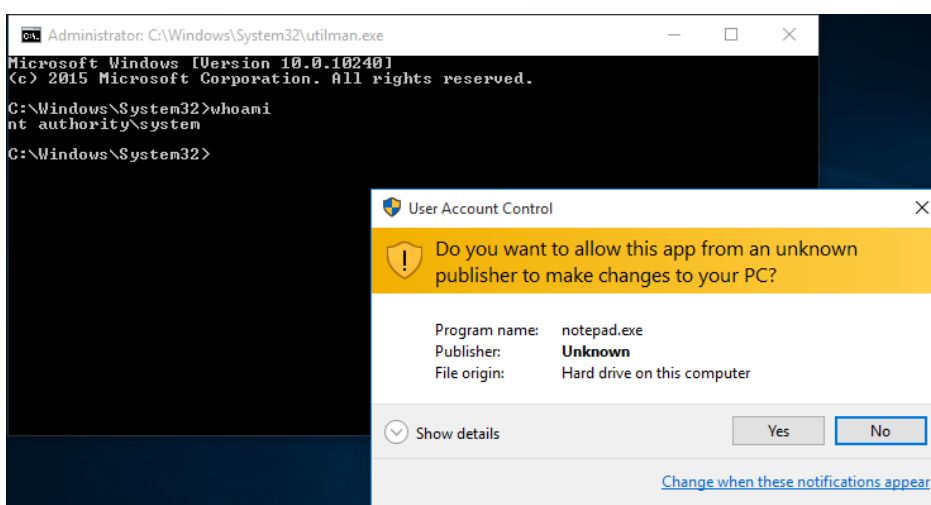 Administrator: C:\Windows\System32\utilman.exe
Microsoft Windows [Version 10.0.10240]
(c) 2015 Microsoft Corporation. All rights reserved.
C:\Windows\System32>whoami
nt authority\system
C:\Windows\System32>
User Account Control
Do you want to allow this app from an unknown
publisher to make changes to your PC?
Program name: notepad.exe
Publisher: Unknown
File origin: Hard drive on this computer
Show details Yes No
Change when these notifications appear